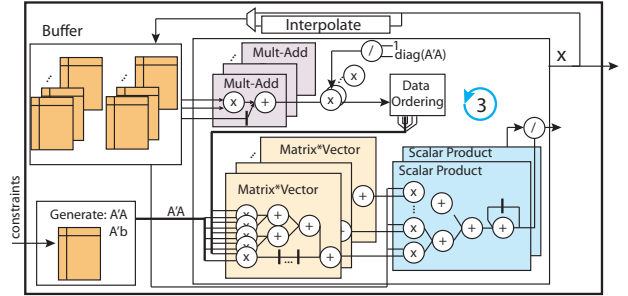 Interpolate
Buffer
Mult-Add
Mult-Add
x
+
/
1
diag(A'A)
x
x
Data
Ordering
3
X
/
Matrix*Vector
Matrix*Vector
Scalar Product
Scalar Product
constraints
Generate: A'A
A'b
A'A
x
x
x
x
x
+
+
+
+
+
+
...
x
x
x
+
+
+
+